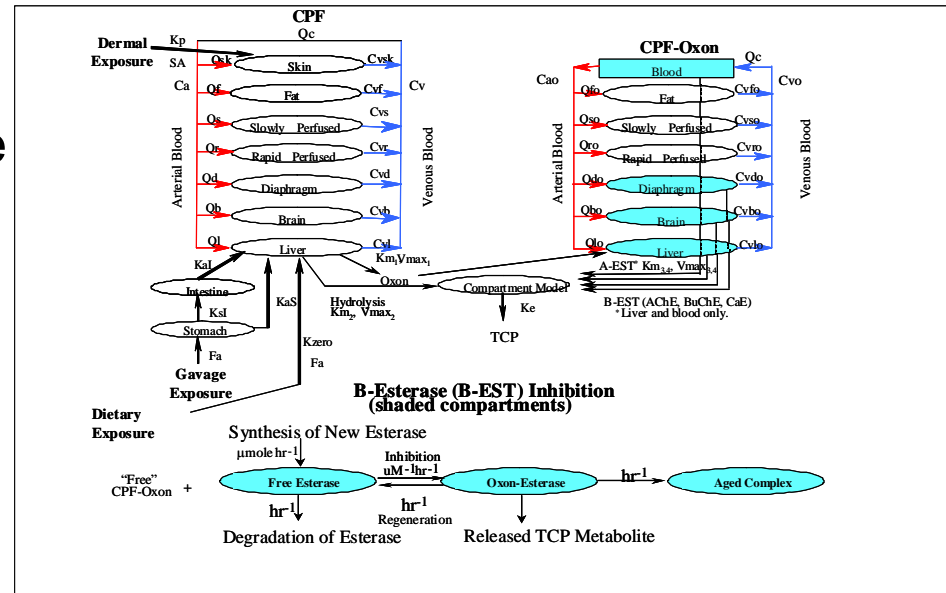 e
CPF
Qc
Kp
Dermal
Exposure
SA
Qsk
Skin
Cvsk
Ca
Cv
Qf
Fat
Cvf
Qs
Slowly Perfused
Cvs
Qr
Rapid Perfused
Cvr
Qd
Diaphragm
Cvd
Qb
Brain
Cvb
Ql
Liver
Cvl
Arterial Blood
Venous Blood
KaI
Intestine
KsI
KaS
Stomach
Fa
Gavage
Exposure
Km1Vmax1
Oxon
Hydrolysis
Km2, Vmax2
Kzero
Fa
Dietary
Exposure
CPF-Oxon
Blood
Qc
Cao
Cvo
Qfo
Fat
Cvfo
Qso
Slowly Perfused
Cvso
Qro
Rapid Perfused
Cvro
Qdo
Diaphragm
Cvdo
Qbo
Brain
Cvbo
Qlo
Liver
Cvlo
Arterial Blood
Venous Blood
A-EST* Km3,4, Vmax3,4
Compartment Model
Ke
TCP
B-EST (AChE, BuChE, CaE)
*Liver and blood only.
B-Esterase (B-EST) Inhibition
(shaded compartments)
Synthesis of New Esterase
µmole hr-1
Inhibition
uM-1hr-1
"Free"
CPF-Oxon
+
Free Esterase
Oxon-Esterase
hr-1
Aged Complex
hr-1
hr-1
Regeneration
Degradation of Esterase
Released TCP Metabolite